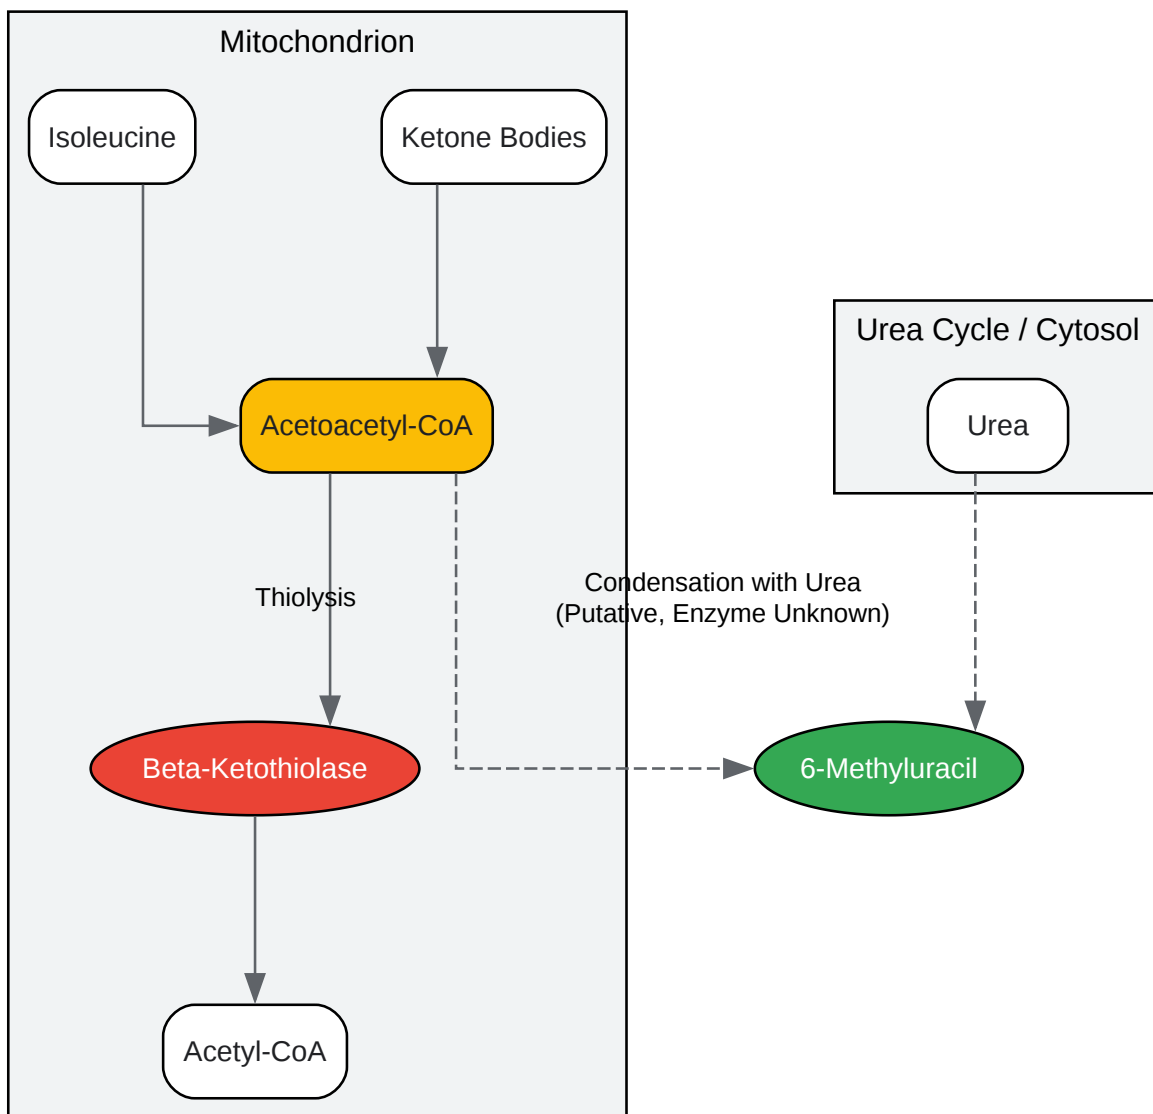 Mitochondrion
Isoleucine
Ketone Bodies
Urea Cycle / Cytosol
Acetoacetyl-CoA
Urea
Thiolysis
Condensation with Urea
(Putative, Enzyme Unknown)
Beta-Ketothiolase
6-Methyluracil
Acetyl-CoA